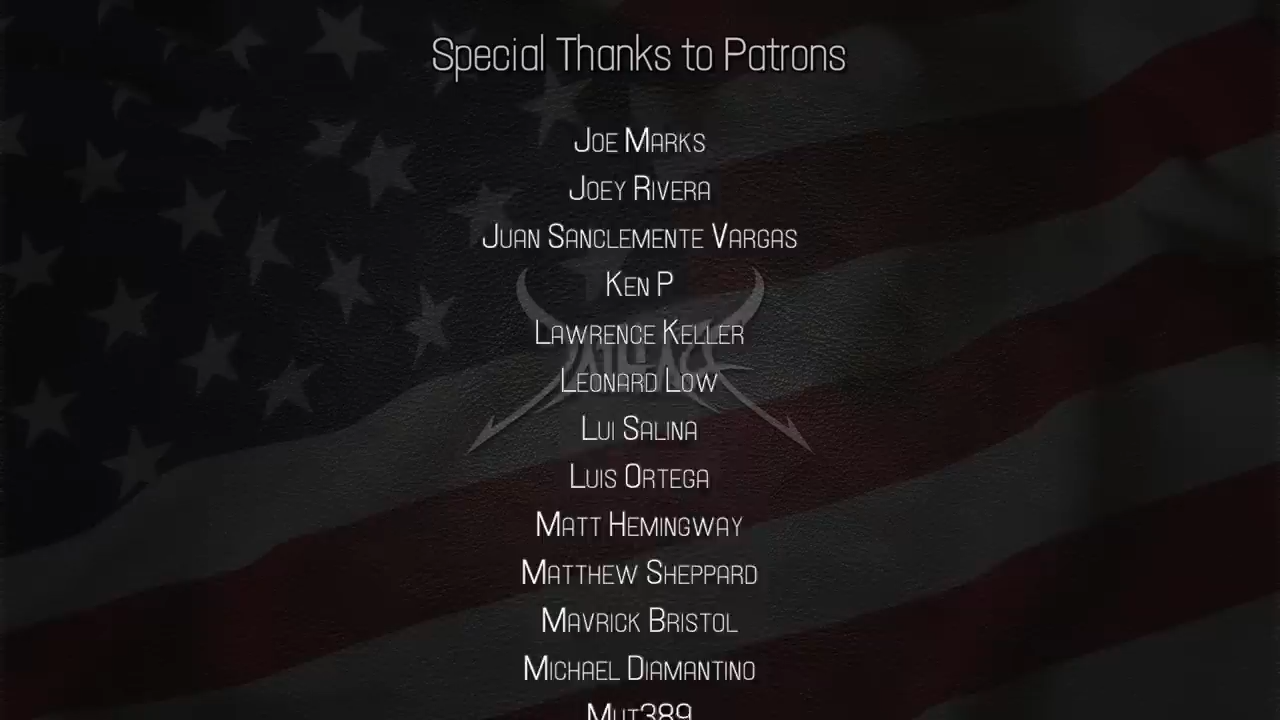 Special Thanks to Patrons
Joe Marks
Joey Rivera
Juan Sanclemente Vargas
Ken P
Lawrence Keller
Leonard Low
Lui Salina
Luis Ortega
Matt Hemingway
Matthew Sheppard
Mavrick Bristol
Michael Diamantino
Mut389